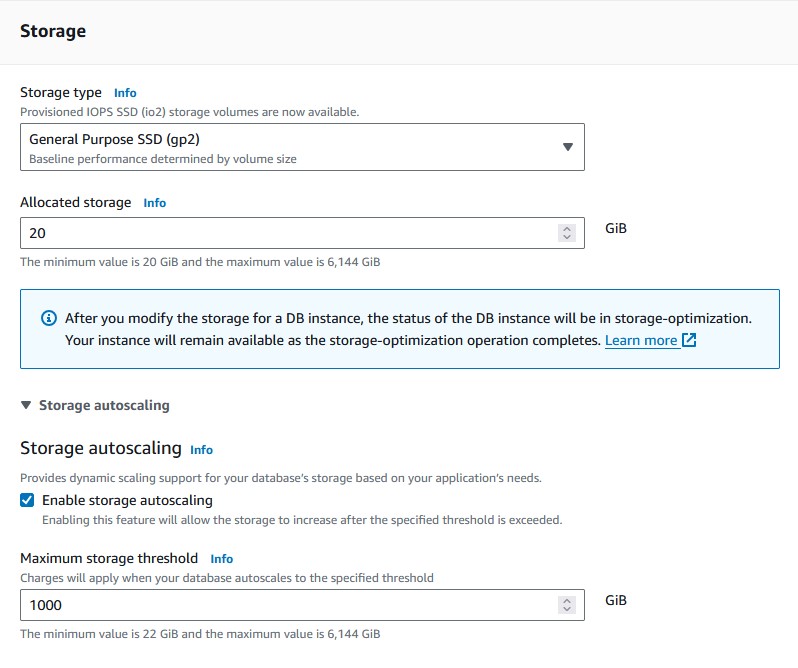 Storage
Storage type Info
Provisioned IOPS SSD (io2) storage volumes are now available.
General Purpose SSD (gp2)
Baseline performance determined by volume size
Allocated storage Info
20 GiB
The minimum value is 20 GiB and the maximum value is 6,144 GiB
After you modify the storage for a DB instance, the status of the DB instance will be in storage-optimization.
Your instance will remain available as the storage-optimization operation completes. Learn more
Storage autoscaling
Storage autoscaling Info
Provides dynamic scaling support for your database's storage based on your application's needs.
Enable storage autoscaling
Enabling this feature will allow the storage to increase after the specified threshold is exceeded.
Maximum storage threshold Info
Charges will apply when your database autoscales to the specified threshold
1000 GiB
The minimum value is 22 GiB and the maximum value is 6,144 GiB